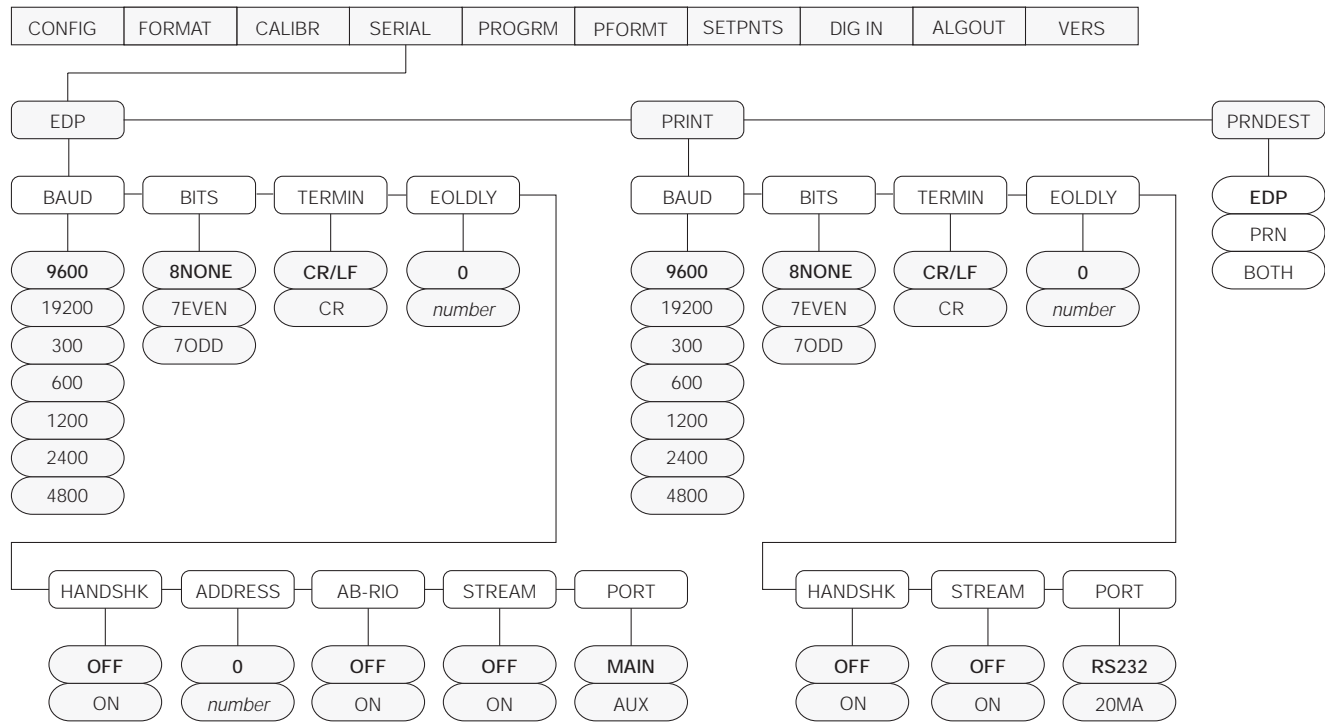 CONFIG FORMAT CALIBR SERIAL PROGRM PFORMT SETPNTS DIG IN ALGOUT VERS
EDP PRINT PRNDEST
BAUD BITS TERMIN EOLDLY BAUD BITS TERMIN EOLDLY EDP
PRN
9600 8NONE CR/LF 0 9600 8NONE CR/LF 0 BOTH
19200 7EVEN CR number 19200 7EVEN CR number
300 7ODD 300 7ODD
600 600
1200 1200
2400 2400
4800 4800
HANDSHK ADDRESS AB-RIO STREAM PORT HANDSHK STREAM PORT
OFF 0 OFF OFF MAIN OFF OFF RS232
ON number ON ON AUX ON ON 20MA